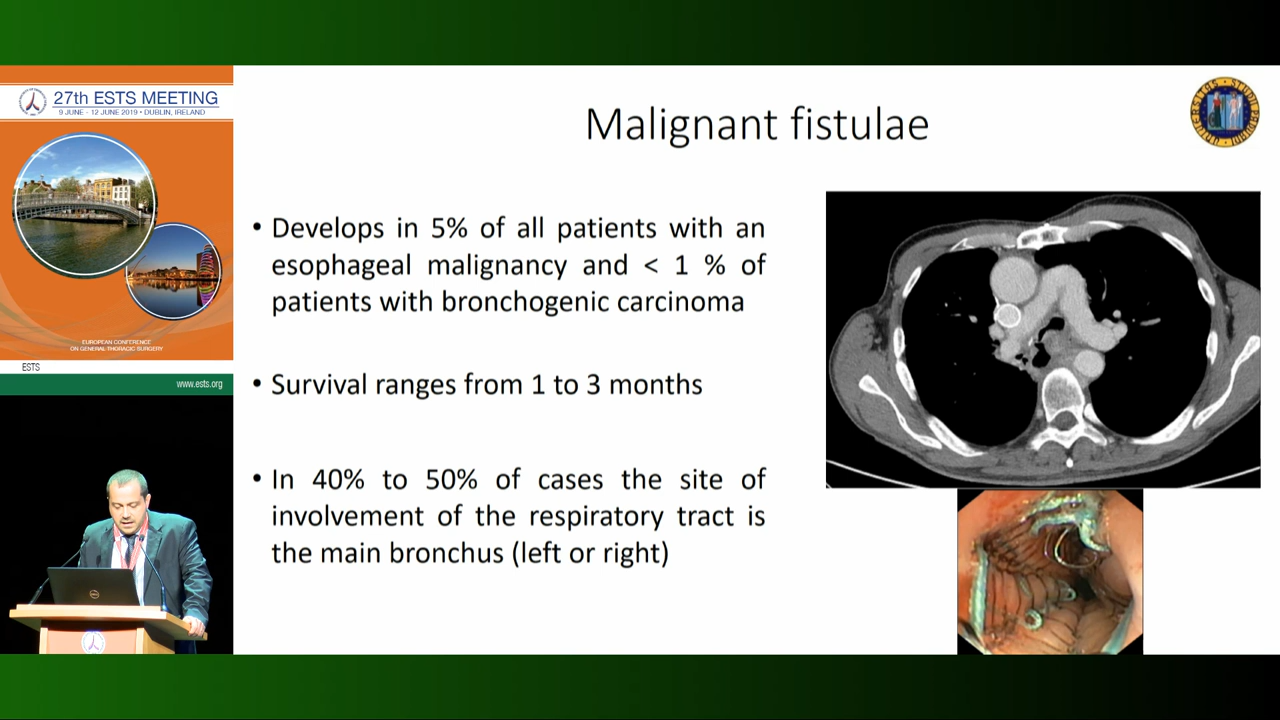 27th ESTS MEETING
9 JUNE - 12 JUNE 2019 • DUBLIN, IRELAND
EUROPEAN CONFERENCE
ON GENERAL THORACIC SURGERY
ESTS
www.ests.org
Malignant fistulae
• Develops in 5% of all patients with an
esophageal malignancy and < 1 % of
patients with bronchogenic carcinoma
• Survival ranges from 1 to 3 months
• In 40% to 50% of cases the site of
involvement of the respiratory tract is
the main bronchus (left or right)